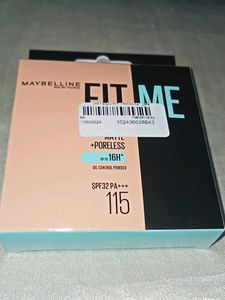 MAYBELLINE
NEW YORK
FIT ME
MATTE
+PORELESS
UP TO 16H*
OIL CONTROL POWDER
SPF32 PA+++
115